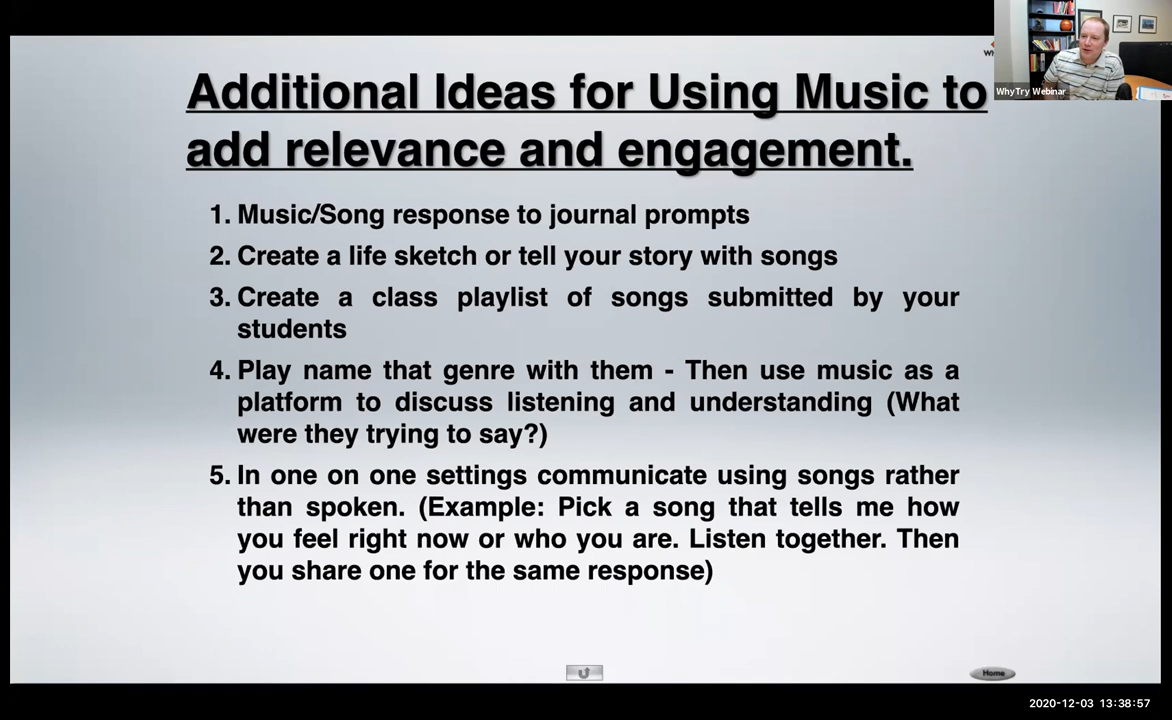 Additional Ideas for Using Music to
add relevance and engagement.
WhyTry Webinar
1. Music/Song response to journal prompts
2. Create a life sketch or tell your story with songs
3. Create a class playlist of songs submitted by your
students
4. Play name that genre with them - Then use music as a
platform to discuss listening and understanding (What
were they trying to say?)
5. In one on one settings communicate using songs rather
than spoken. (Example: Pick a song that tells me how
you feel right now or who you are. Listen together. Then
you share one for the same response)
Home
2020-12-03 13:38:57